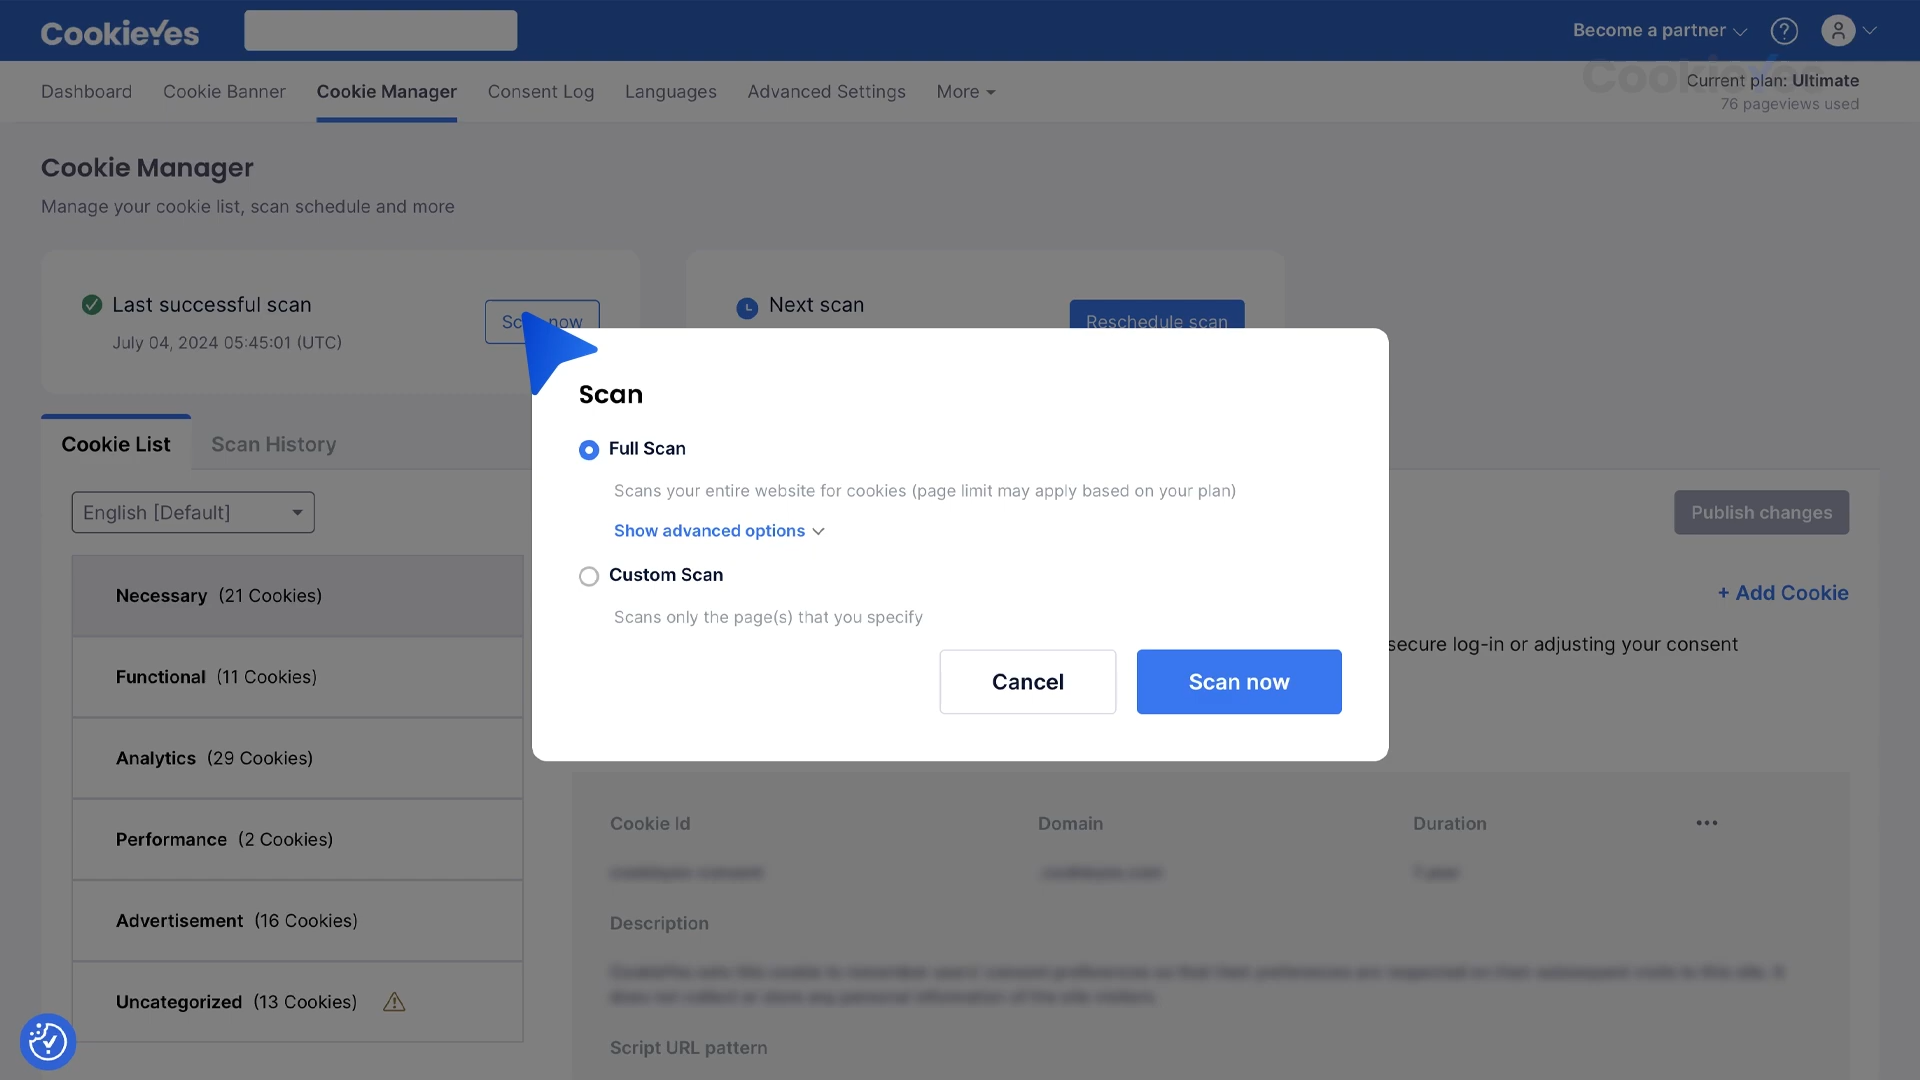 CookieYes
Become a partner
CookieYes
Current plan: Ultimate
76 pageviews used
Dashboard
Cookie Banner
Cookie Manager
Consent Log
Languages
Advanced Settings
More
Cookie Manager
Manage your cookie list, scan schedule and more
Last successful scan
July 04, 2024 05:45:01 (UTC)
Scan now
Next scan
Reschedule scan
Scan
Full Scan
Scans your entire website for cookies (page limit may apply based on your plan)
Show advanced options
Custom Scan
Scans only the page(s) that you specify
Cancel
Scan now
Cookie List
Scan History
English [Default]
Publish changes
+ Add Cookie
secure log-in or adjusting your consent
Necessary (21 Cookies)
Functional (11 Cookies)
Analytics (29 Cookies)
Performance (2 Cookies)
Advertisement (16 Cookies)
Uncategorized (13 Cookies)
Cookie Id
Domain
Duration
Description
Script URL pattern